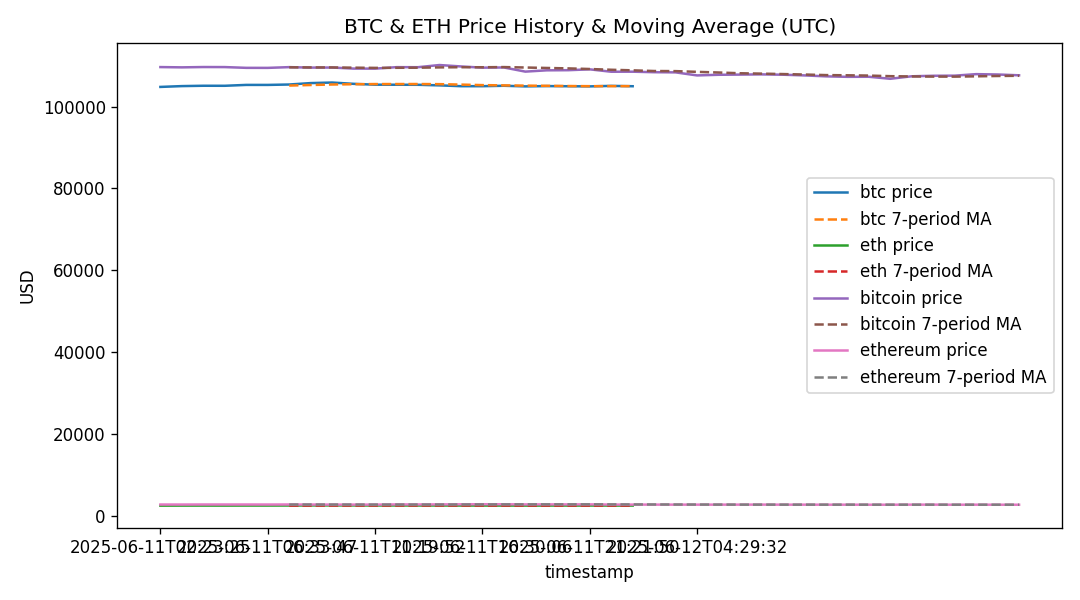 BTC & ETH Price History & Moving Average (UTC)
USD
100000
80000
60000
40000
20000
0
btc price
btc 7-period MA
eth price
eth 7-period MA
bitcoin price
bitcoin 7-period MA
ethereum price
ethereum 7-period MA
2025-06-12T04:29:32
timestamp